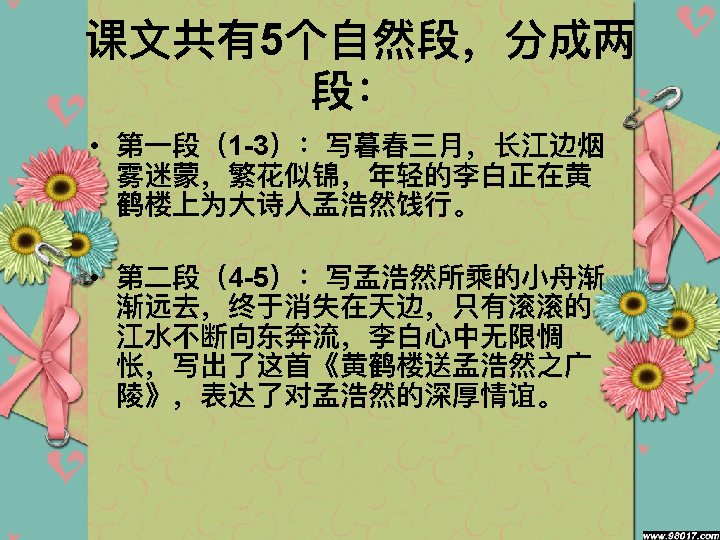 课文共有5个自然段，分成两
段：
• 第一段（1-3）：写暮春三月，长江边烟
雾迷蒙，繁花似锦，年轻的李白正在黄
鹤楼上为大诗人孟浩然饯行。
• 第二段（4-5）：写孟浩然所乘的小舟渐
渐远去，终于消失在天边，只有滚滚的
江水不断向东奔流，李白心中无限惆
怅，写出了这首《黄鹤楼送孟浩然之广
陵》，表达了对孟浩然的深厚情谊。
www.98017.com